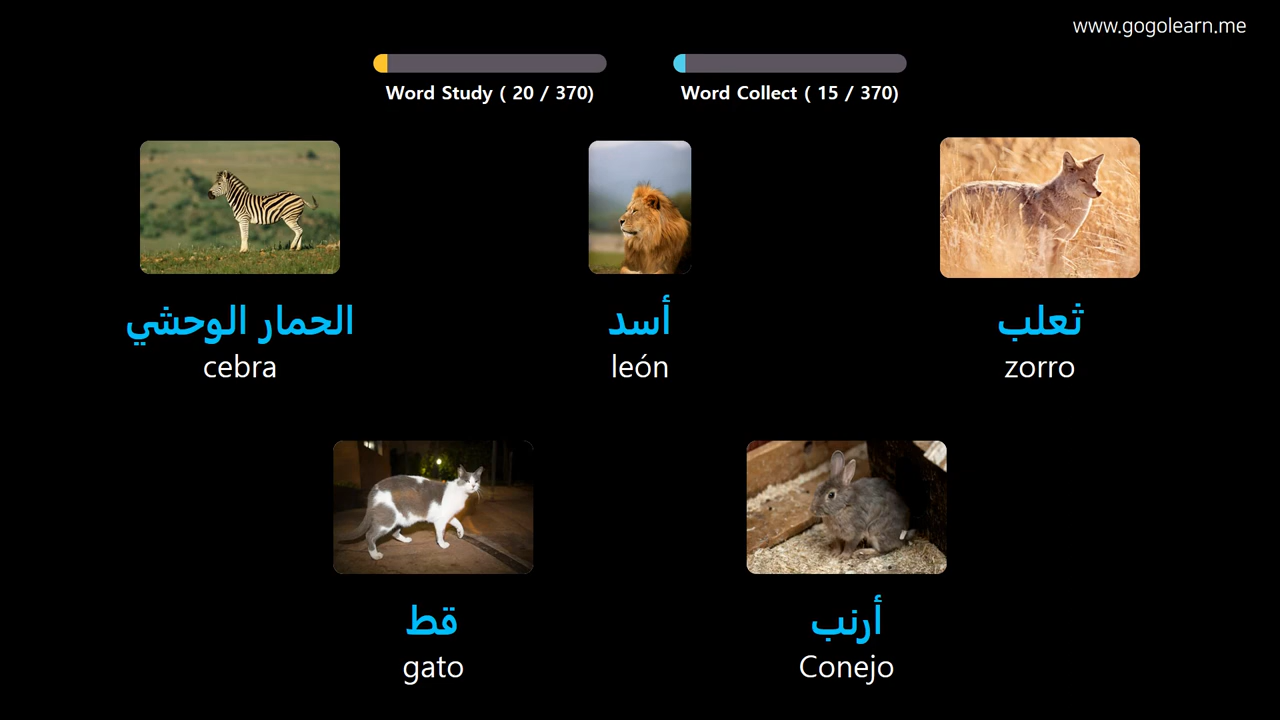 www.gogolearn.me
Word Study ( 20 / 370)
Word Collect ( 15 / 370)
الحمار الوحشي
cebra
أسد
león
ثعلب
zorro
قط
gato
أرنب
Conejo